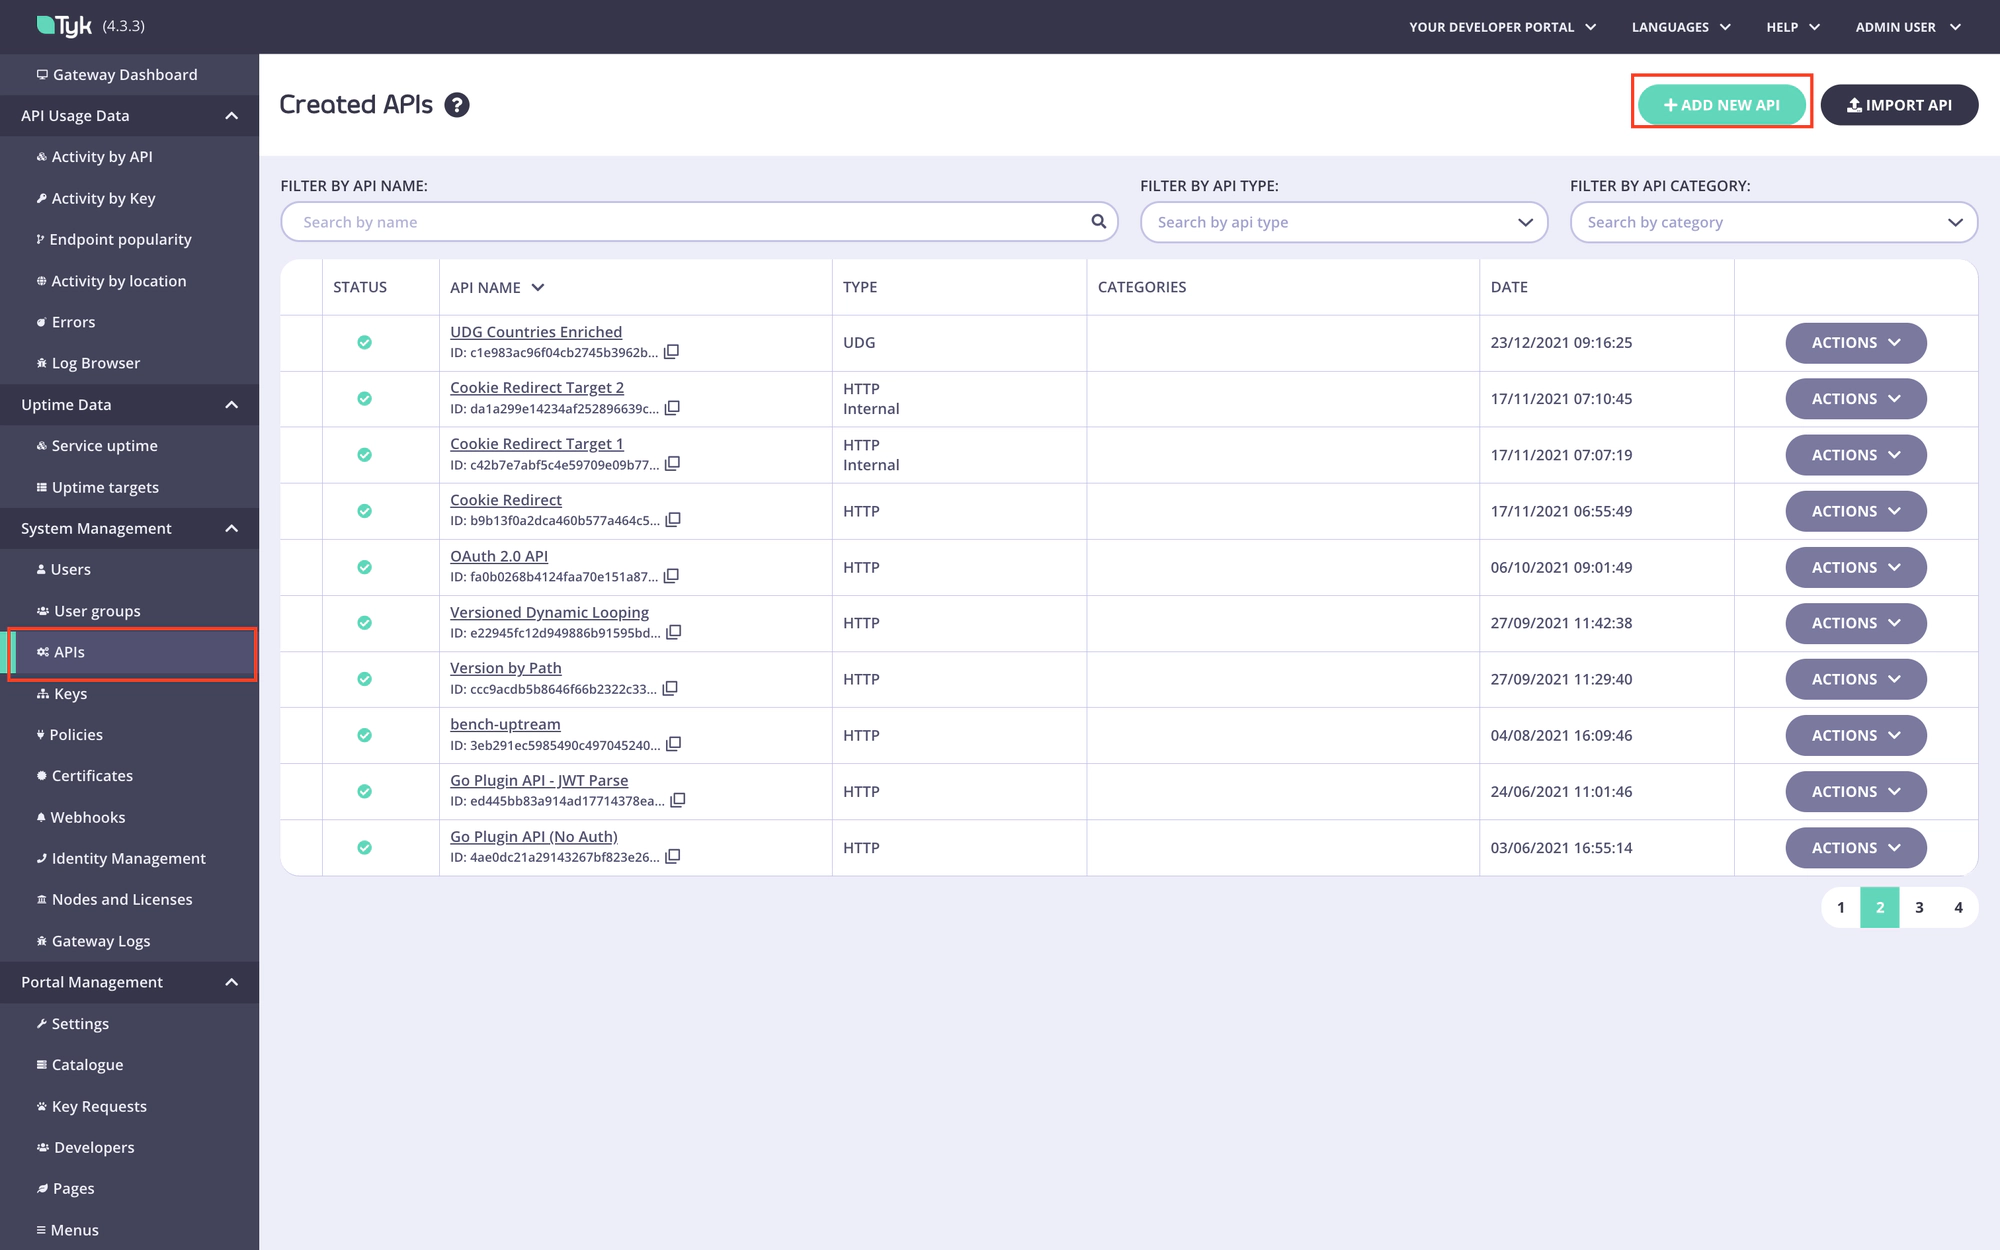 Tyk (4.3.3)
YOUR DEVELOPER PORTAL LANGUAGES HELP ADMIN USER
Gateway Dashboard
API Usage Data
Activity by API
Activity by Key
Endpoint popularity
Activity by location
Errors
Log Browser
Uptime Data
Service uptime
Uptime targets
System Management
Users
User groups
APIs
Keys
Policies
Certificates
Webhooks
Identity Management
Nodes and Licenses
Gateway Logs
Portal Management
Settings
Catalogue
Key Requests
Developers
Pages
Menus
Created APIs ?
+ ADD NEW API IMPORT API
FILTER BY API NAME: FILTER BY API TYPE: FILTER BY API CATEGORY:
Search by name Search by api type Search by category
STATUS API NAME TYPE CATEGORIES DATE
UDG Countries Enriched
ID: c1e983ac96f04cb2745b3962b...
UDG 23/12/2021 09:16:25 ACTIONS
Cookie Redirect Target 2
ID: da1a299e14234af252896639c...
HTTP
Internal
17/11/2021 07:10:45 ACTIONS
Cookie Redirect Target 1
ID: c42b7e7abf5c4e59709e09b77...
HTTP
Internal
17/11/2021 07:07:19 ACTIONS
Cookie Redirect
ID: b9b13f0a2dca460b577a464c5...
HTTP 17/11/2021 06:55:49 ACTIONS
OAuth 2.0 API
ID: fa0b0268b4124faa70e151a87...
HTTP 06/10/2021 09:01:49 ACTIONS
Versioned Dynamic Looping
ID: e22945fc12d949886b91595bd...
HTTP 27/09/2021 11:42:38 ACTIONS
Version by Path
ID: ccc9acdb5b8646f66b2322c33...
HTTP 27/09/2021 11:29:40 ACTIONS
bench-uptream
ID: 3eb291ec5985490c497045240...
HTTP 04/08/2021 16:09:46 ACTIONS
Go Plugin API - JWT Parse
ID: ed445bb83a914ad17714378ea...
HTTP 24/06/2021 11:01:46 ACTIONS
Go Plugin API (No Auth)
ID: 4ae0dc21a29143267bf823e26...
HTTP 03/06/2021 16:55:14 ACTIONS
1 2 3 4